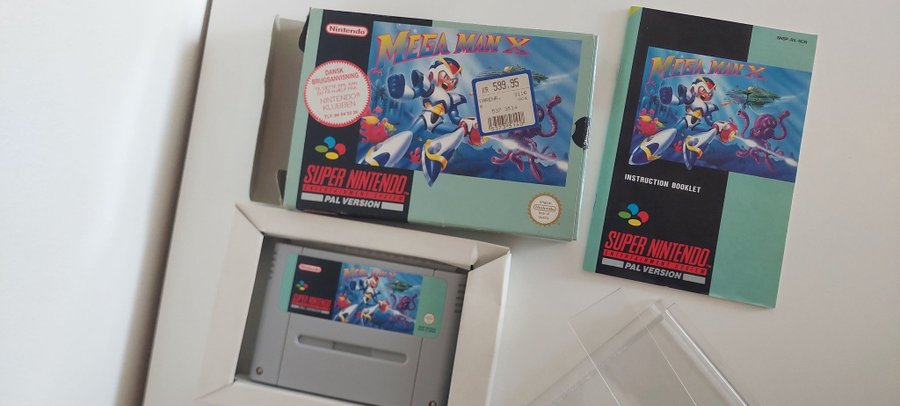 Nintendo
MEGA MAN X
DANSK
BRUGSANVISNING
NINTENDO
KLUBBEN
KR 599.95
SUPER NINTENDO
ENTERTAINMENT SYSTEM
PAL VERSION
MEGA MAN X
INSTRUCTION BOOKLET
SUPER NINTENDO
ENTERTAINMENT SYSTEM
PAL VERSION
Nintendo
MEGA MAN X
SUPER NINTENDO